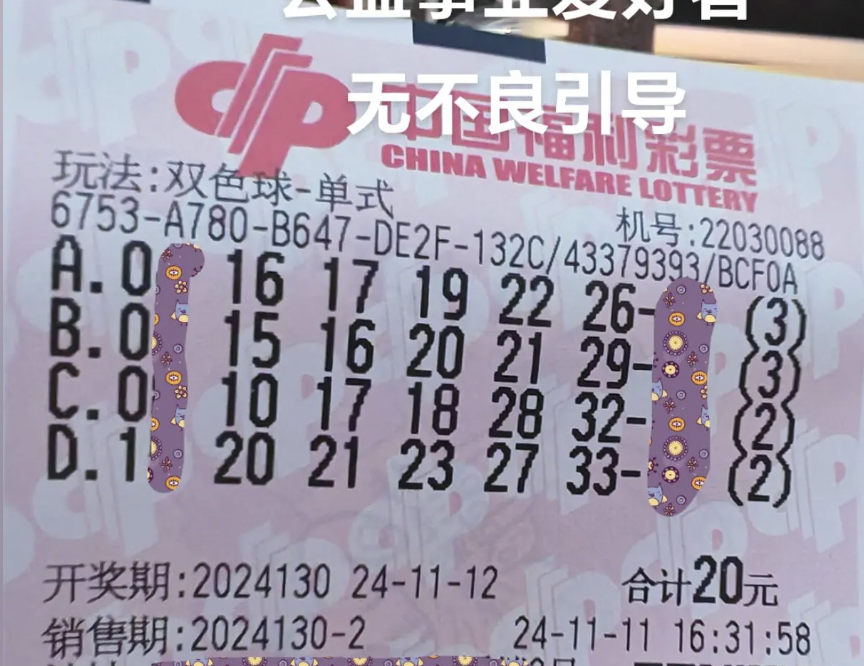 公益事业爱好者
无不良引导
中国福利彩票
CHINA WELFARE LOTTERY
玩法:双色球-单式
机号:22030088
6753-A780-B647-DE2F-132C/43379393/BCF0A
A.0 16 17 19 22 26- (3)
B.0 15 16 20 21 29- (3)
C.0 10 17 18 28 32- (2)
D.1 20 21 23 27 33- (2)
开奖期:2024130 24-11-12 合计20元
销售期:2024130-2 24-11-11 16:31:58